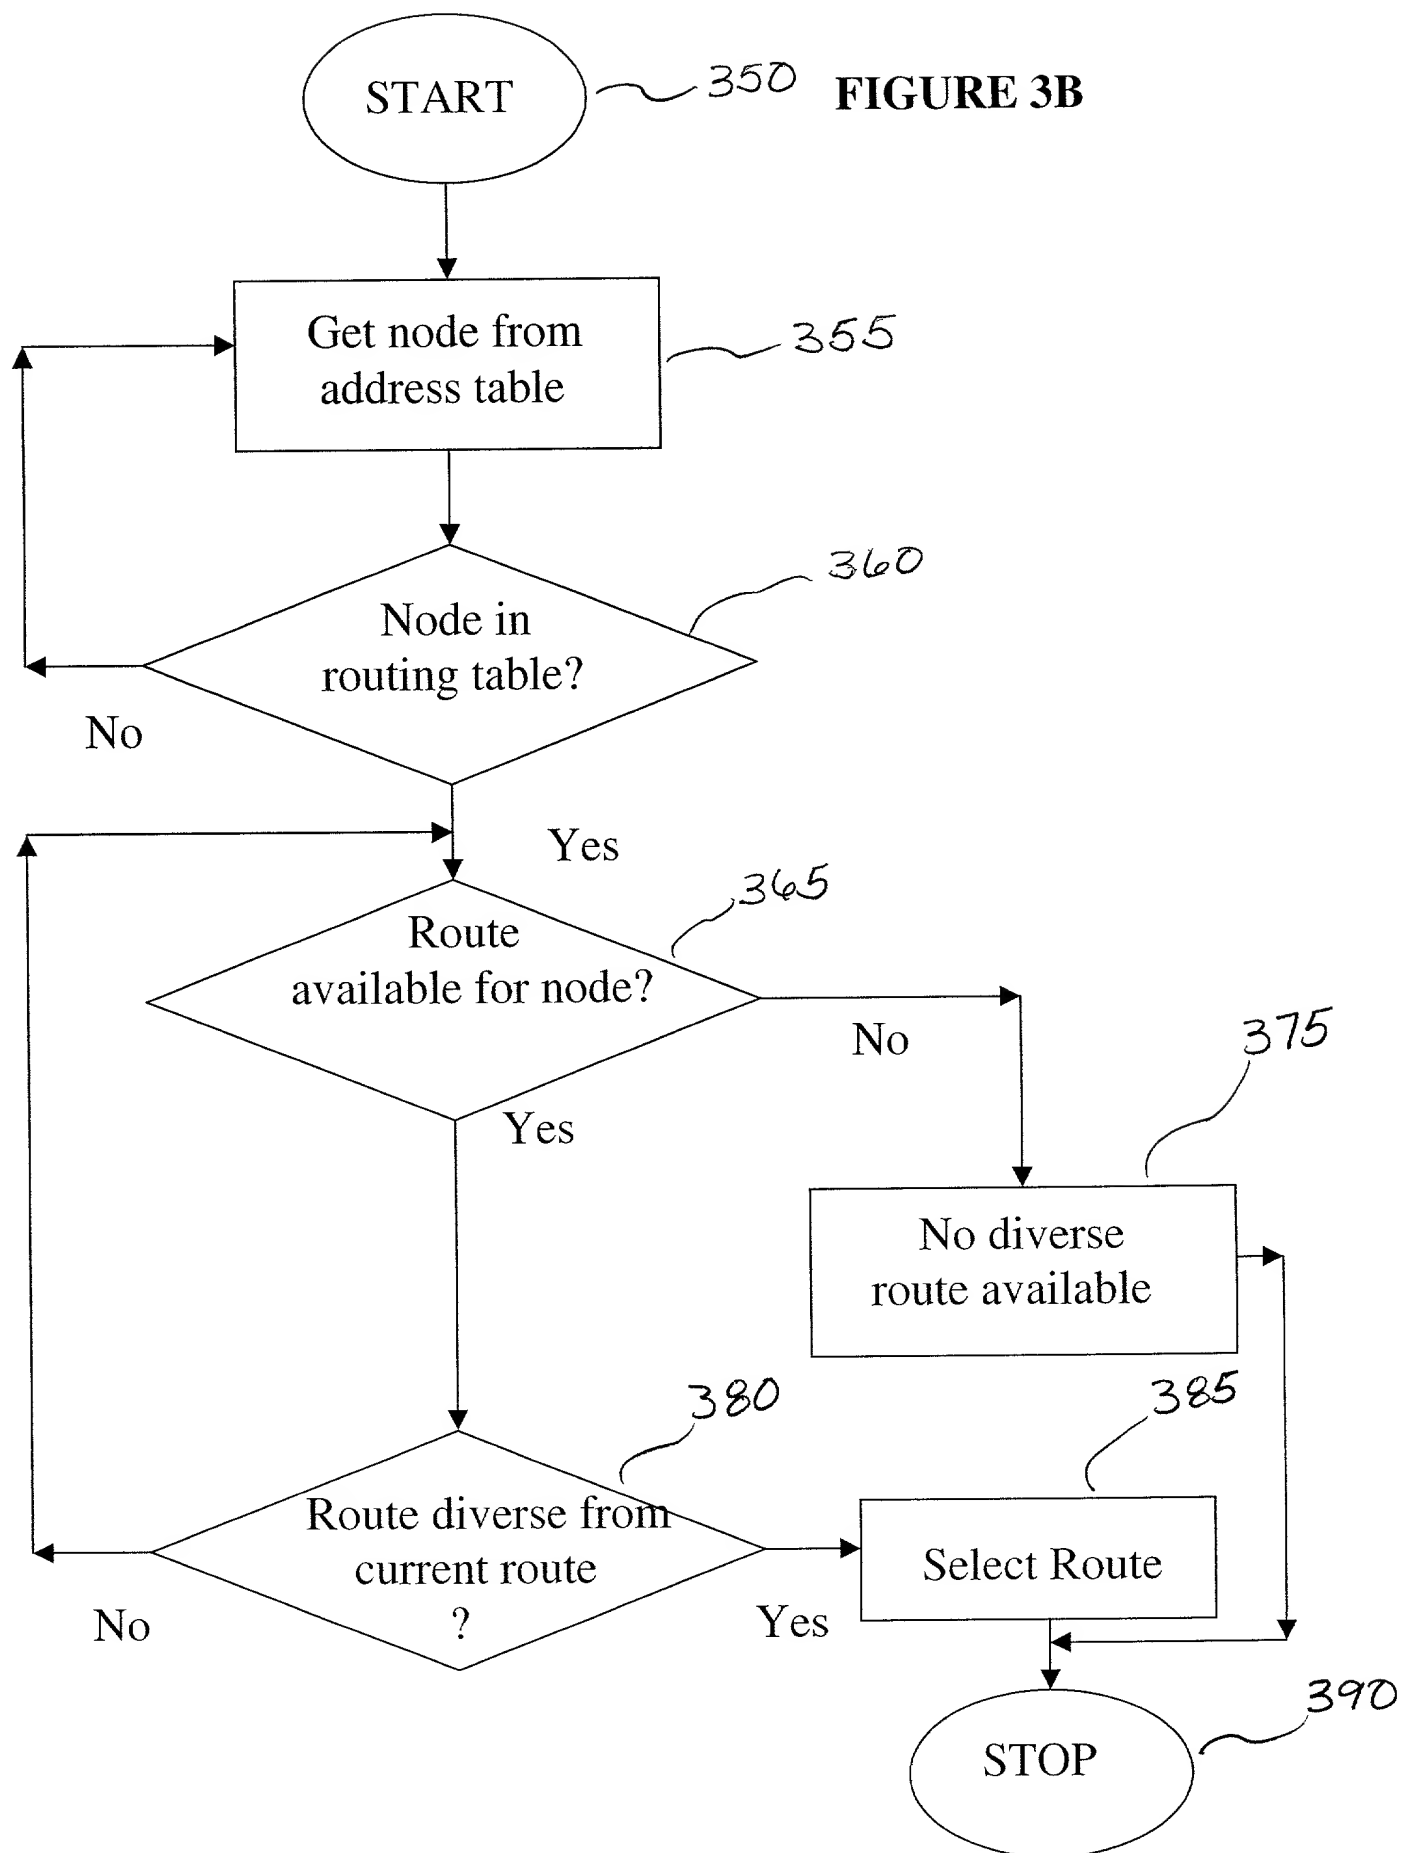 START
350
FIGURE 3B
Get node from
address table
355
360
Node in
routing table?
No
Yes
365
Route
available for node?
No
375
Yes
No diverse
route available
380
385
Route diverse from
current route
?
Select Route
No
Yes
390
STOP